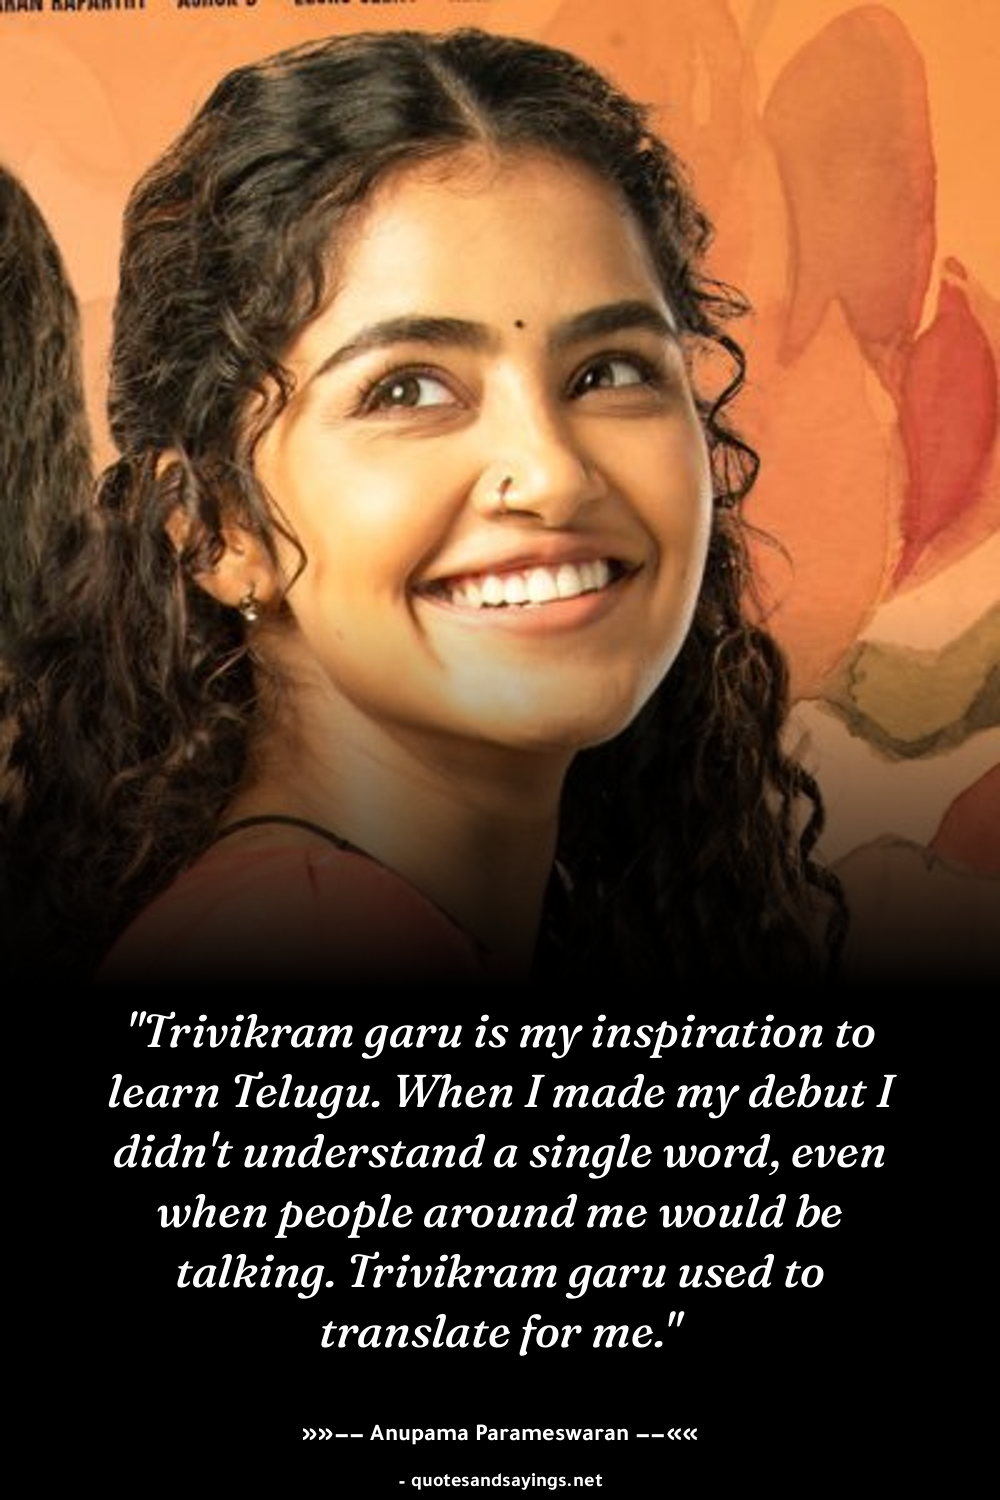 "Trivikram garu is my inspiration to
learn Telugu. When I made my debut I
didn't understand a single word, even
when people around me would be
talking. Trivikram garu used to
translate for me."
»»–– Anupama Parameswaran ––««
- quotesandsayings.net